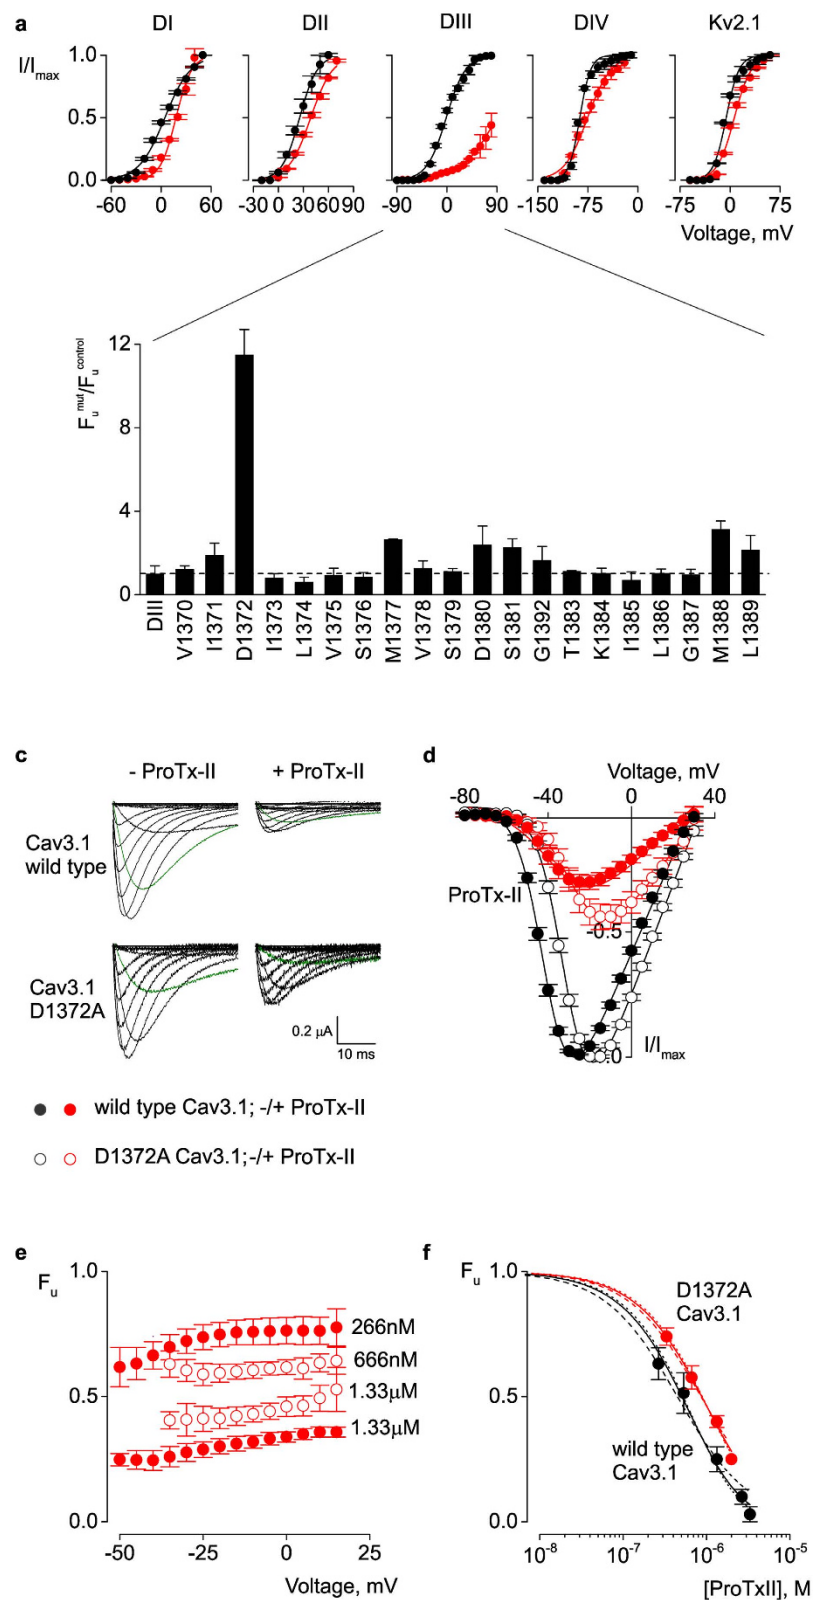 a
DI DII DIII DIV Kv2.1
I/Imax
1.0
0.5
0.0
-60 0 60 -30 0 30 60 90 -90 0 90 -150 -75 0 -75 0 75
Voltage, mV
Fu mut/Fu control
12
8
4
0
DIII V1370 I1371 D1372 I1373 L1374 V1375 S1376 M1377 V1378 S1379 D1380 S1381 G1392 T1383 K1384 I1385 L1386 G1387 M1388 L1389
c
- ProTx-II + ProTx-II
Cav3.1
wild type
Cav3.1
D1372A
0.2 µA
10 ms
d
Voltage, mV
-80 -40 0 40
ProTx-II
-0.5
I/Imax
wild type Cav3.1; -/+ ProTx-II
D1372A Cav3.1;-/+ ProTx-II
e
Fu
1.0
0.5
0.0
266nM
666nM
1.33µM
1.33µM
-50 -25 0 25
Voltage, mV
f
Fu
1.0
0.5
0.0
D1372A
Cav3.1
wild type
Cav3.1
10-8 10-7 10-6 10-5
[ProTxII], M